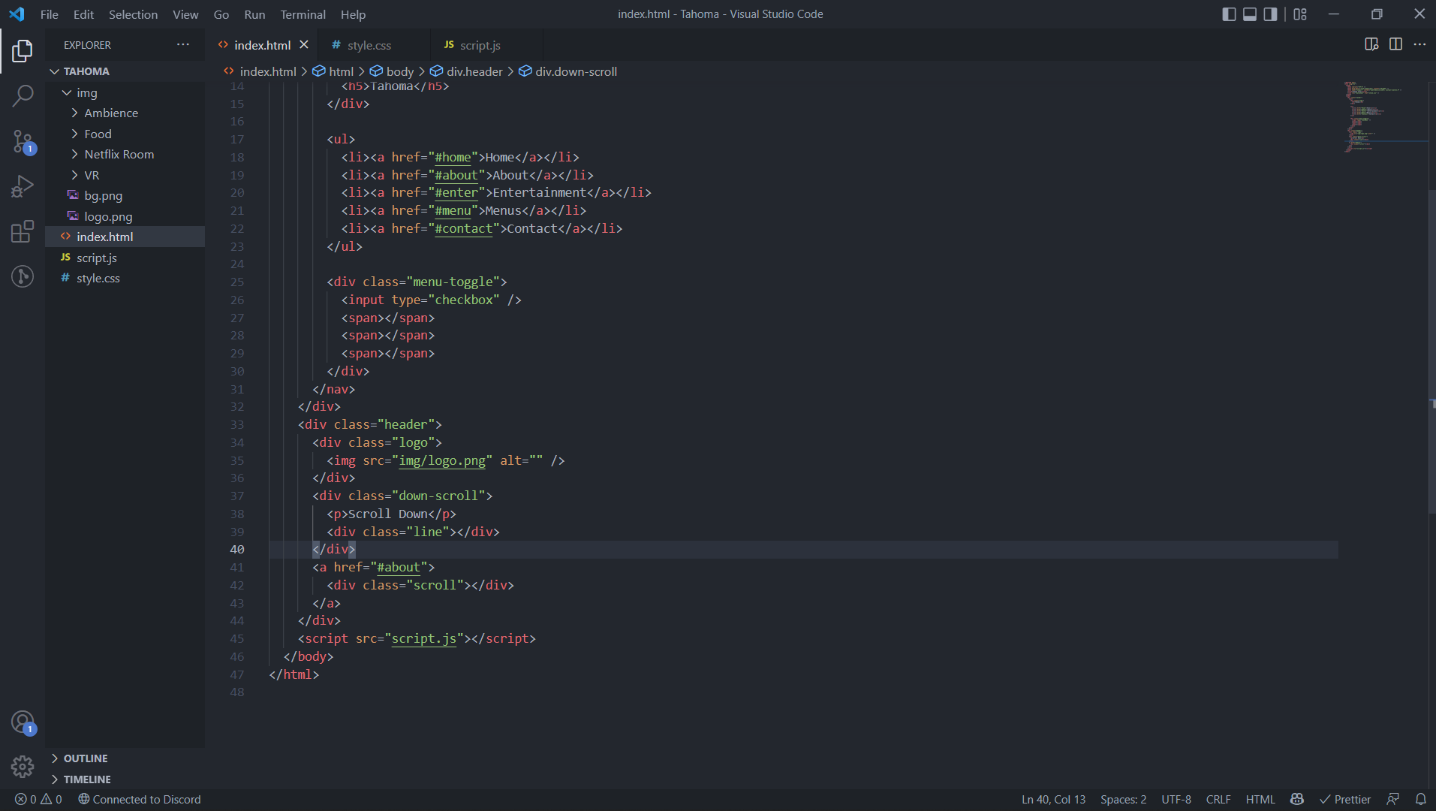 File Edit Selection View Go Run Terminal Help
index.html - Tahoma - Visual Studio Code
EXPLORER
index.html
# style.css
JS script.js
TAHOMA
index.html > html > body > div.header > div.down-scroll
img
Ambience
Food
Netflix Room
VR
bg.png
logo.png
index.html
JS script.js
# style.css
14 <h5>Tahoma</h5>
15 </div>
16
17 <ul>
18 <li><a href="#home">Home</a></li>
19 <li><a href="#about">About</a></li>
20 <li><a href="#enter">Entertainment</a></li>
21 <li><a href="#menu">Menus</a></li>
22 <li><a href="#contact">Contact</a></li>
23 </ul>
24
25 <div class="menu-toggle">
26 <input type="checkbox" />
27 <span></span>
28 <span></span>
29 <span></span>
30 </div>
31 </nav>
32 </div>
33 <div class="header">
34 <div class="logo">
35 <img src="img/logo.png" alt="" />
36 </div>
37 <div class="down-scroll">
38 <p>Scroll Down</p>
39 <div class="line"></div>
40 </div>
41 <a href="#about">
42 <div class="scroll"></div>
43 </a>
44 </div>
45 <script src="script.js"></script>
46 </body>
47 </html>
48
1
1
OUTLINE
TIMELINE
0 0 Connected to Discord
Ln 40, Col 13 Spaces: 2 UTF-8 CRLF HTML Prettier